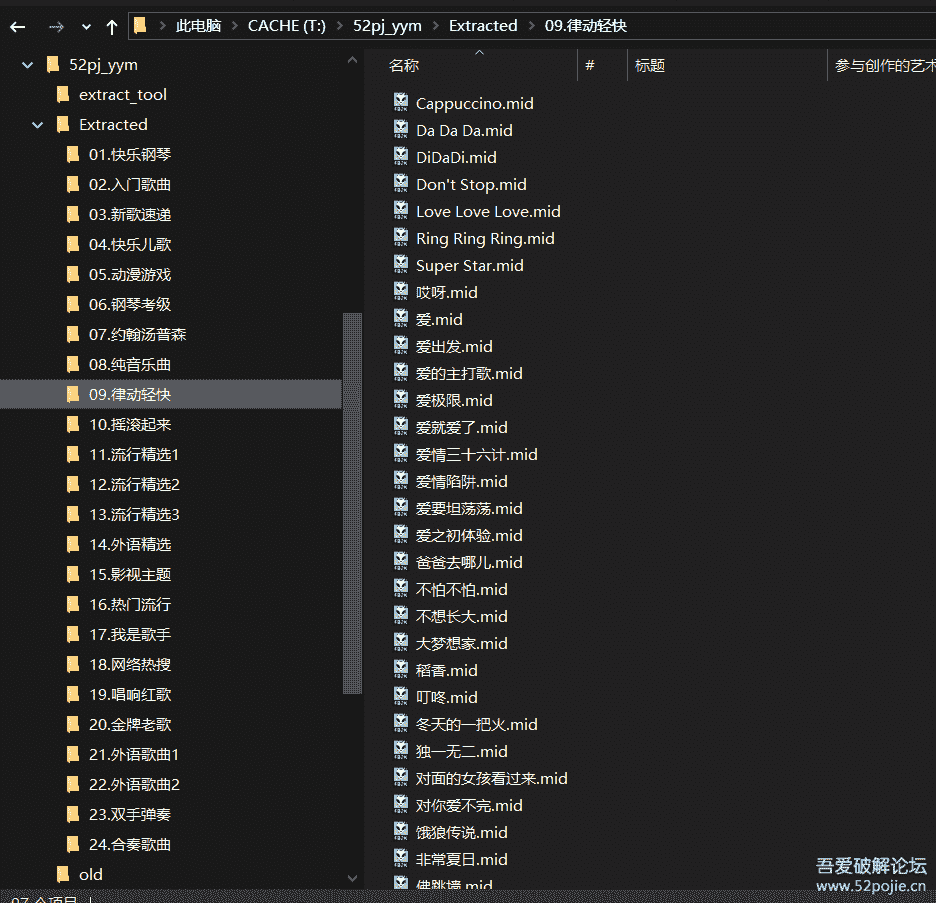 此电脑 > CACHE (T:) > 52pj_yym > Extracted > 09.律动轻快
52pj_yym
extract_tool
Extracted
01.快乐钢琴
02.入门歌曲
03.新歌速递
04.快乐儿歌
05.动漫游戏
06.钢琴考级
07.约翰汤普森
08.纯音乐曲
09.律动轻快
10.摇滚起来
11.流行精选1
12.流行精选2
13.流行精选3
14.外语精选
15.影视主题
16.热门流行
17.我是歌手
18.网络热搜
19.唱响红歌
20.金牌老歌
21.外语歌曲1
22.外语歌曲2
23.双手弹奏
24.合奏歌曲
old
名称 # 标题 参与创作的艺术
Cappuccino.mid
Da Da Da.mid
DiDaDi.mid
Don't Stop.mid
Love Love Love.mid
Ring Ring Ring.mid
Super Star.mid
哎呀.mid
爱.mid
爱出发.mid
爱的主打歌.mid
爱极限.mid
爱就爱了.mid
爱情三十六计.mid
爱情陷阱.mid
爱要坦荡荡.mid
爱之初体验.mid
爸爸去哪儿.mid
不怕不怕.mid
不想长大.mid
大梦想家.mid
稻香.mid
叮咚.mid
冬天的一把火.mid
独一无二.mid
对面的女孩看过来.mid
对你爱不完.mid
饿狼传说.mid
非常夏日.mid
佛跳墙.mid
吾爱破解论坛
www.52pojie.cn